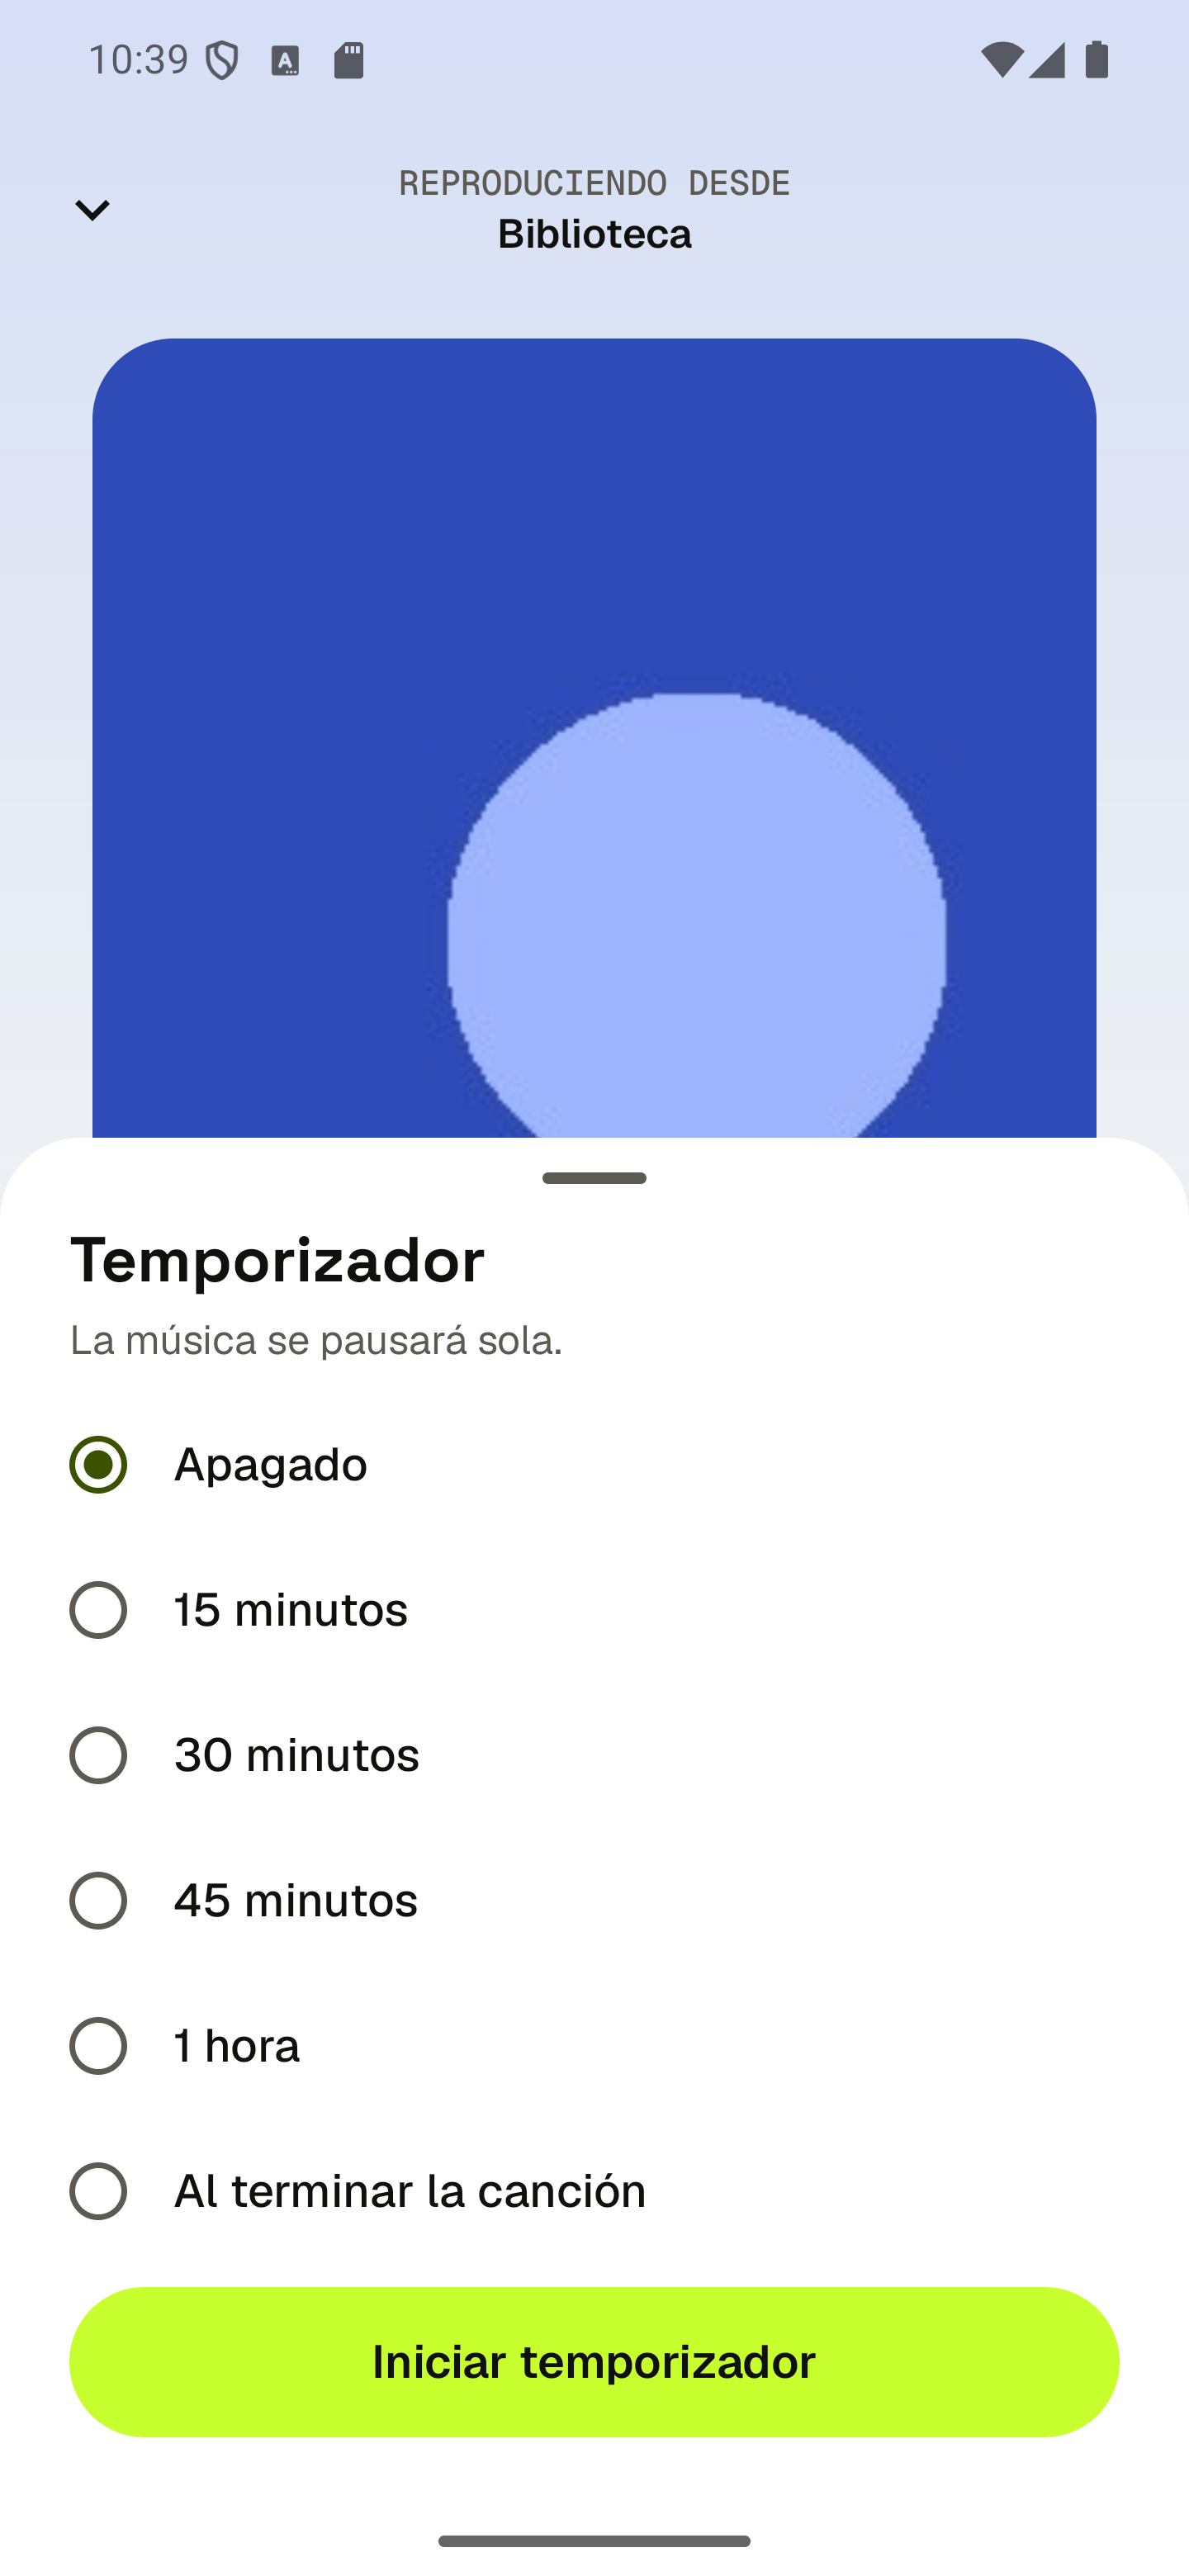 10:39
REPRODUCIENDO DESDE
Biblioteca
Temporizador
La música se pausará sola.
Apagado
15 minutos
30 minutos
45 minutos
1 hora
Al terminar la canción
Iniciar temporizador